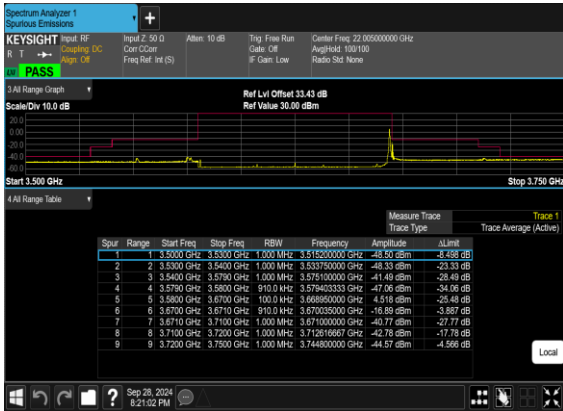 Spectrum Analyzer 1
Spurious Emissions
KEYSIGHT Input: RF Input Z: 50 Ω Atten: 10 dB Trig: Free Run Center Freq: 22.005000000 GHz
R T Coupling: DC Corr CCorr Gate: Off Avg|Hold: 100/100
Align: Off Freq Ref: Int (S) IF Gain: Low Radio Std: None
PASS
3 All Range Graph
Ref Lvl Offset 33.43 dB
Scale/Div 10.0 dB Ref Value 30.00 dBm
20.0
0.00
-20.0
-40.0
Start 3.500 GHz Stop 3.750 GHz
4 All Range Table
Measure Trace Trace 1
Trace Type Trace Average (Active)
Spur Range Start Freq Stop Freq RBW Frequency Amplitude ΔLimit
1 1 3.5000 GHz 3.5300 GHz 1.000 MHz 3.515200000 GHz -48.50 dBm -8.498 dB
2 2 3.5300 GHz 3.5400 GHz 1.000 MHz 3.533750000 GHz -48.33 dBm -23.33 dB
3 3 3.5400 GHz 3.5790 GHz 1.000 MHz 3.575100000 GHz -41.49 dBm -28.49 dB
4 4 3.5790 GHz 3.5800 GHz 910.0 kHz 3.579403333 GHz -47.06 dBm -34.06 dB
5 5 3.5800 GHz 3.6700 GHz 100.0 kHz 3.668950000 GHz 4.518 dBm -25.48 dB
6 6 3.6700 GHz 3.6710 GHz 910.0 kHz 3.670035000 GHz -16.89 dBm -3.887 dB
7 7 3.6710 GHz 3.7100 GHz 1.000 MHz 3.671000000 GHz -40.77 dBm -27.77 dB
8 8 3.7100 GHz 3.7200 GHz 1.000 MHz 3.712616667 GHz -42.78 dBm -17.78 dB
9 9 3.7200 GHz 3.7500 GHz 1.000 MHz 3.744800000 GHz -44.57 dBm -4.566 dB
Local
Sep 28, 2024
8:21:02 PM